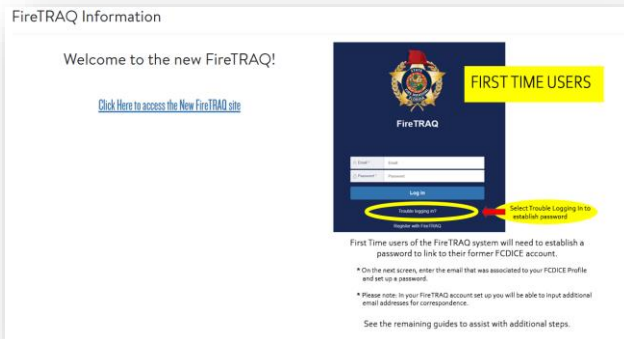 FireTRAQ Information
Welcome to the new FireTRAQ!
Click Here to access the New FireTRAQ site
FIRST TIME USERS
FireTRAQ
Email *
Email
Password *
Password
Log In
Trouble logging in?
Select Trouble Logging In to
establish password
Register with FireTRAQ
First Time users of the FireTRAQ system will need to establish a
password to link to their former FCDICE account.
* On the next screen, enter the email that was associated to your FCDICE Profile
and set up a password.
* Please note: In your FireTRAQ account set up you will be able to input additional
email addresses for correspondence.
See the remaining guides to assist with additional steps.